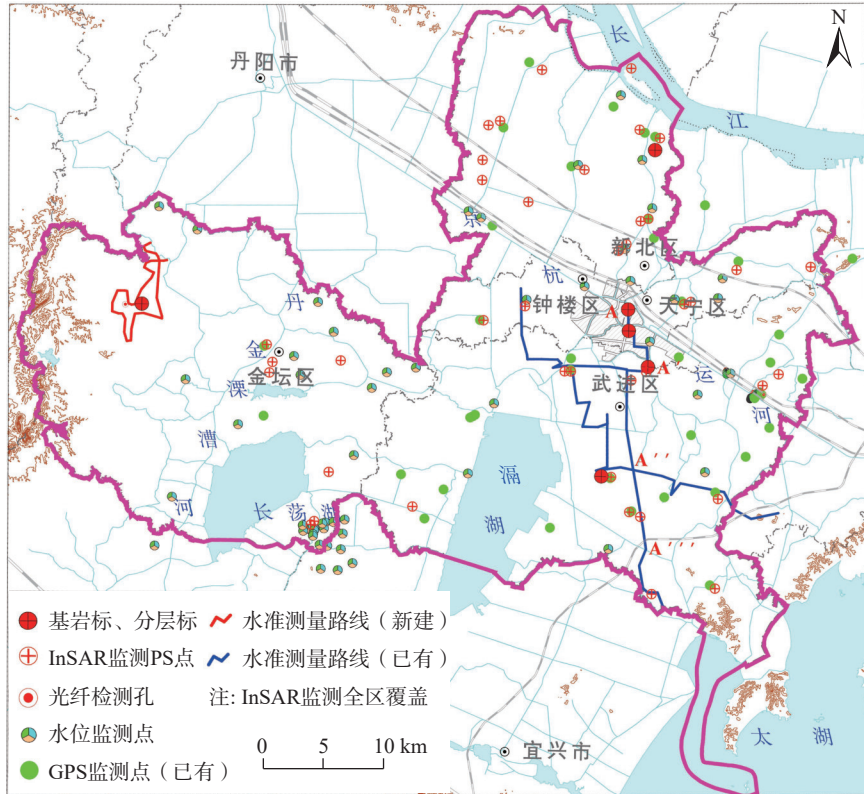 N
长
江
丹阳市
京
杭
运
河
新北区
钟楼区
天宁区
A
A'
武进区
A''
A'''
丹
金
溧
漕
河
金坛区
长荡湖
滆
湖
太湖
宜兴市
基岩标、分层标
水准测量路线（新建）
InSAR监测PS点
水准测量路线（已有）
光纤检测孔
注: InSAR监测全区覆盖
水位监测点
0 5 10 km
GPS监测点（已有）